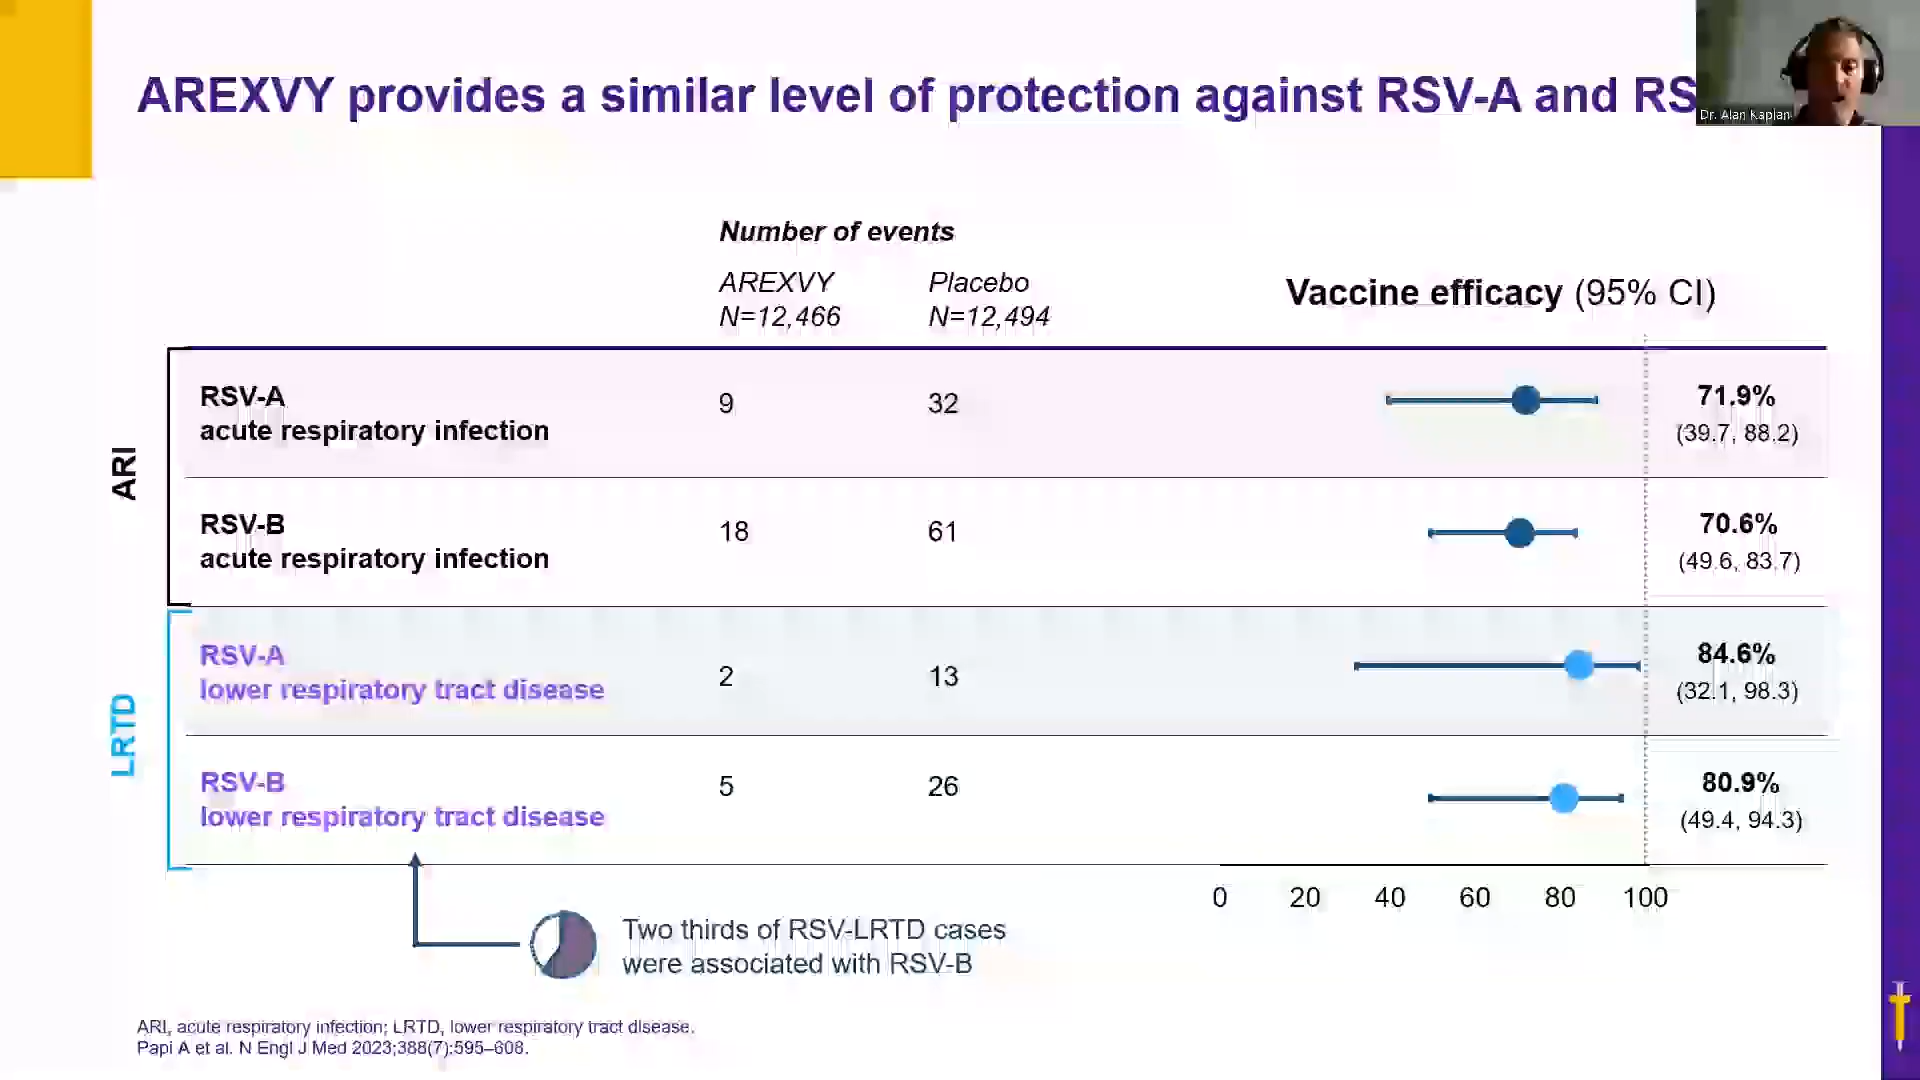 AREXVY provides a similar level of protection against RSV-A and RS
Dr. Alan Kaplan
Number of events
AREXVY
N=12,466
Placebo
N=12,494
Vaccine efficacy (95% CI)
ARI
RSV-A
acute respiratory infection
9
32
71.9%
(39.7, 88.2)
RSV-B
acute respiratory infection
18
61
70.6%
(49.6, 83.7)
LRTD
RSV-A
lower respiratory tract disease
2
13
84.6%
(32.1, 98.3)
RSV-B
lower respiratory tract disease
5
26
80.9%
(49.4, 94.3)
0 20 40 60 80 100
Two thirds of RSV-LRTD cases
were associated with RSV-B
ARI, acute respiratory infection; LRTD, lower respiratory tract disease.
Papi A et al. N Engl J Med 2023;388(7):595–608.